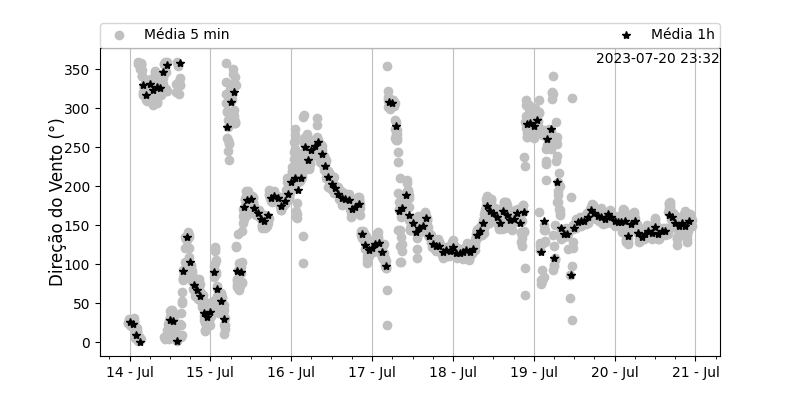 Média 5 min
Média 1h
2023-07-20 23:32
Direção do Vento (°)
350
300
250
200
150
100
50
0
14 - Jul
15 - Jul
16 - Jul
17 - Jul
18 - Jul
19 - Jul
20 - Jul
21 - Jul